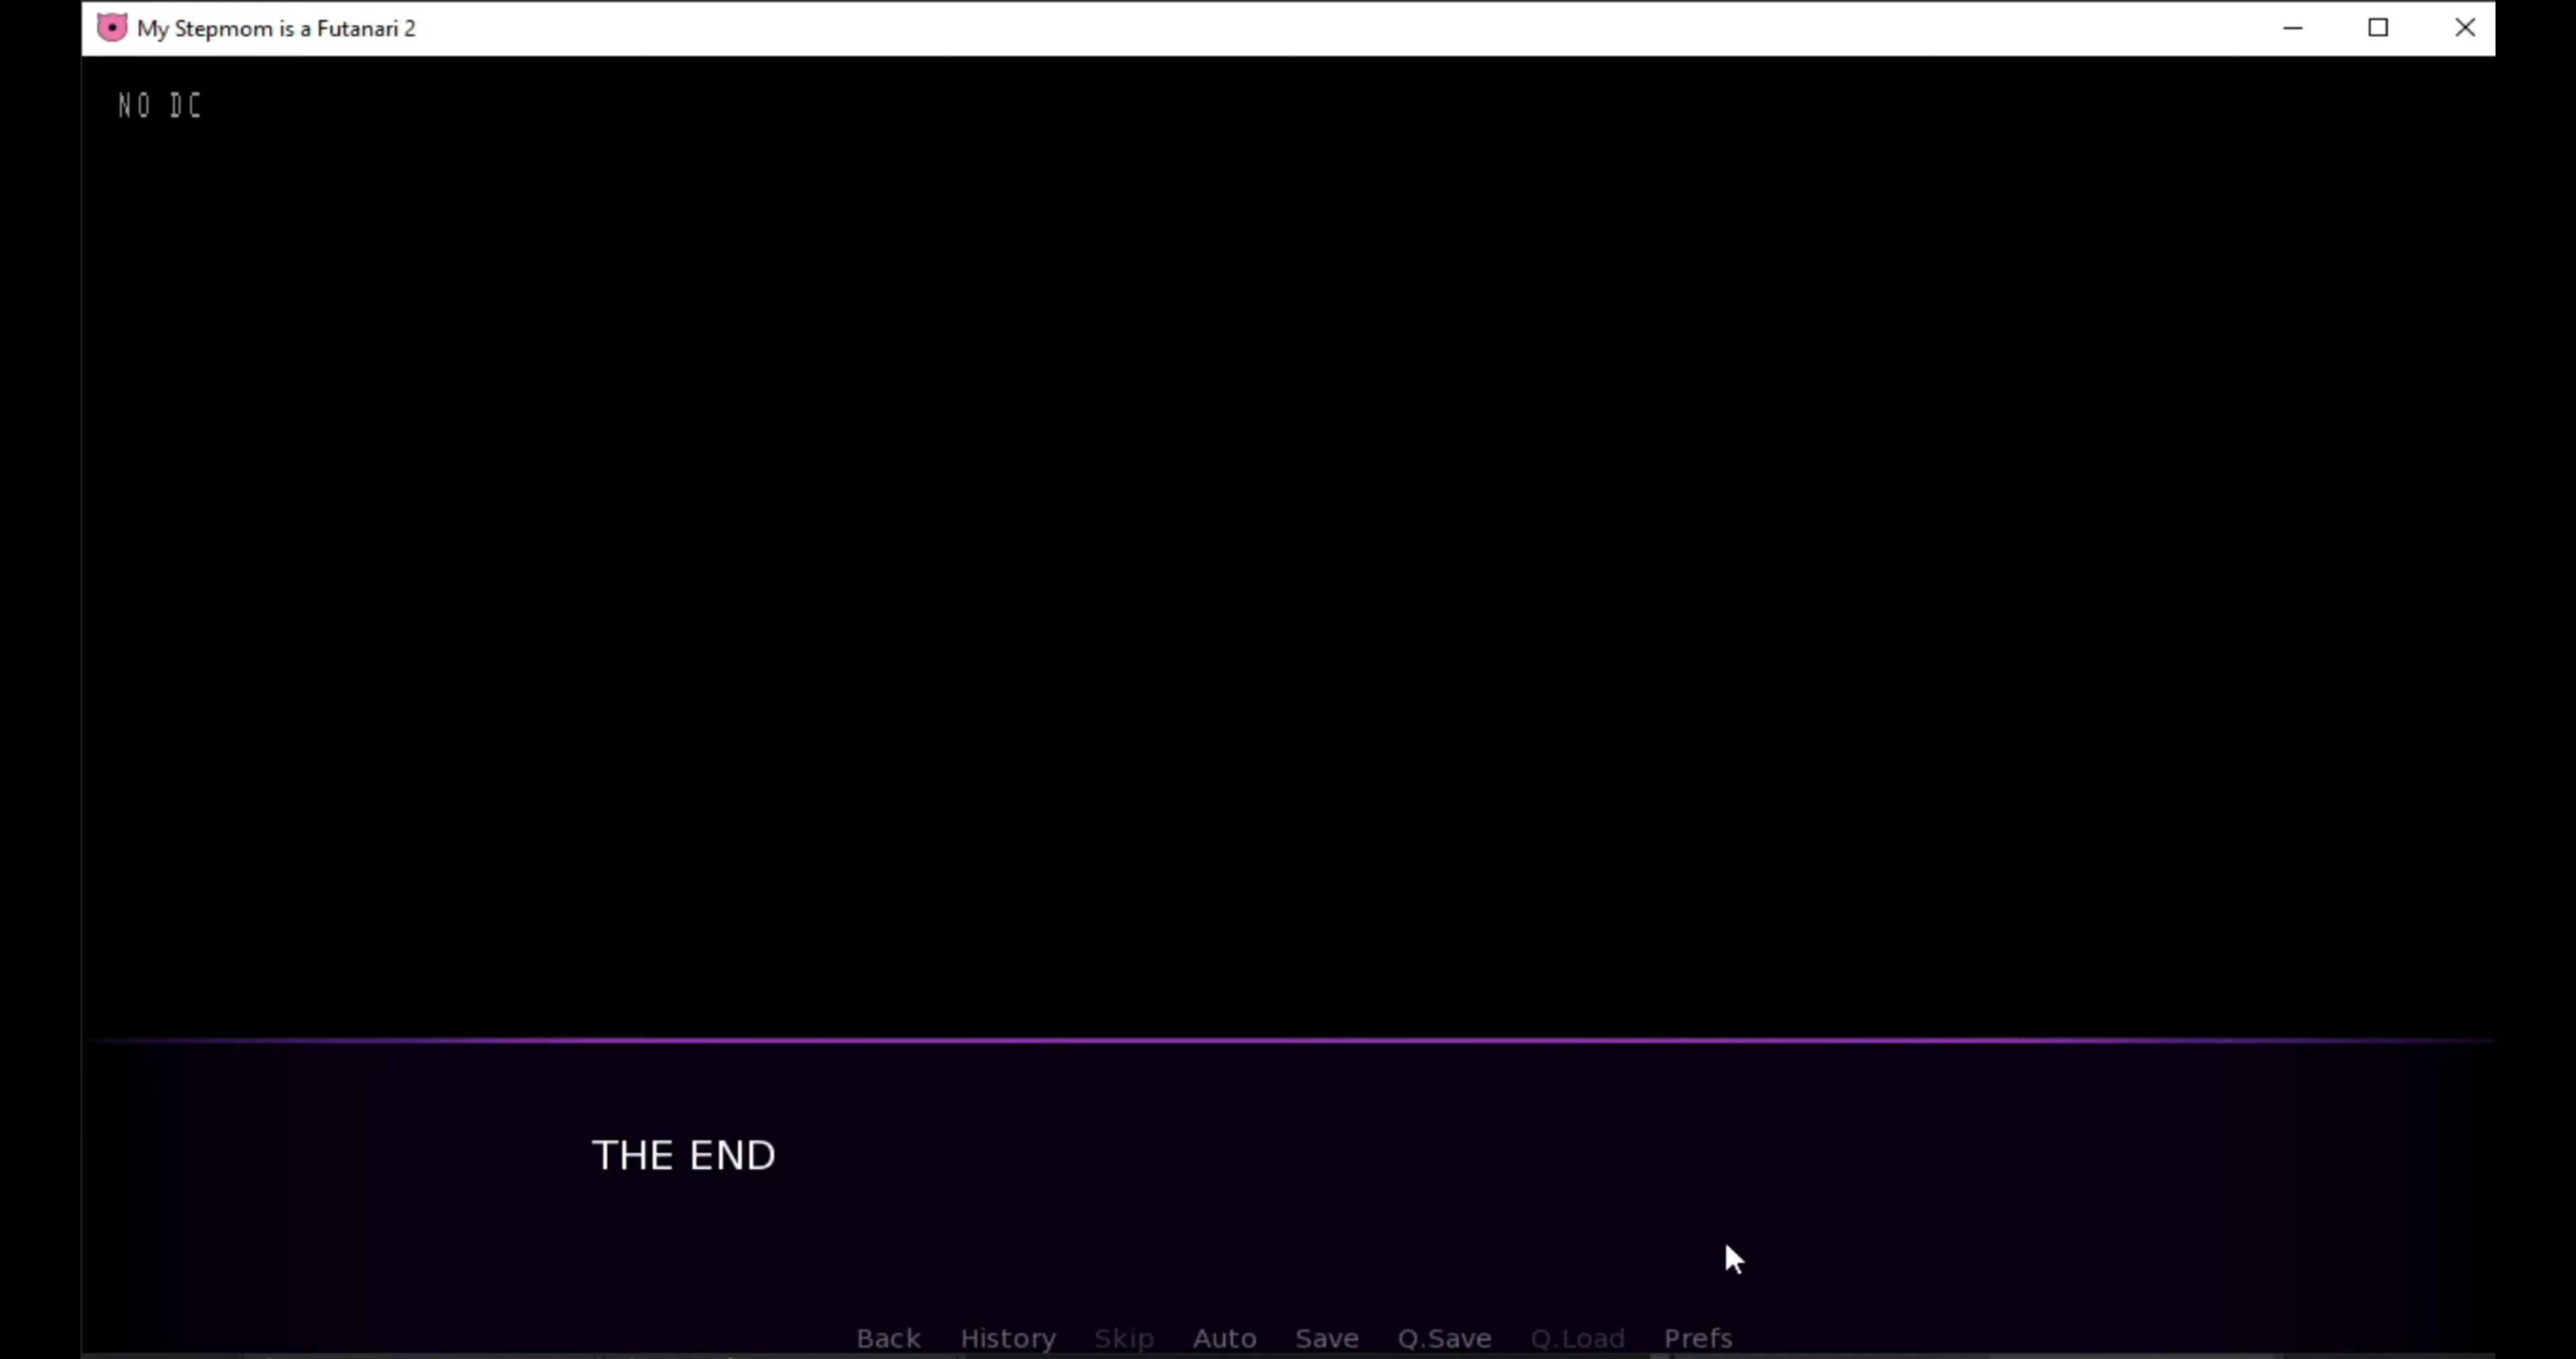 My Stepmom is a Futanari 2
NO DC
THE END
Back History Skip Auto Save Q.Save Q.Load Prefs